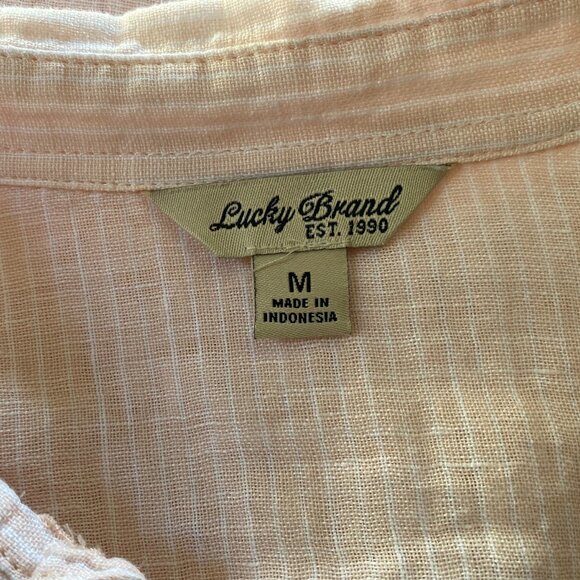 Lucky Brand
EST. 1990
M
MADE IN
INDONESIA